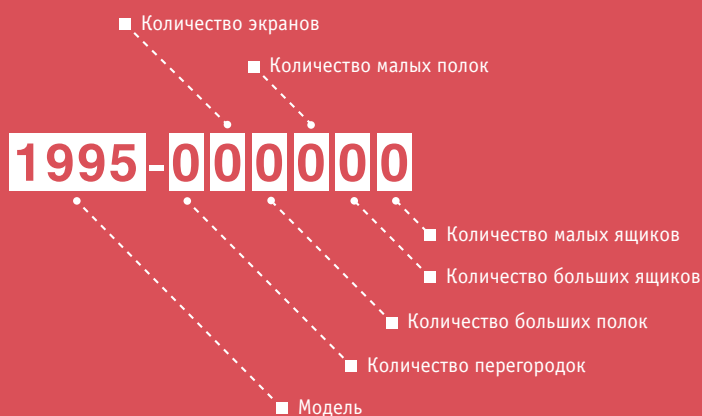 Количество экранов
Количество малых полок
1995-000000
Количество малых ящиков
Количество больших ящиков
Количество больших полок
Количество перегородок
Модель